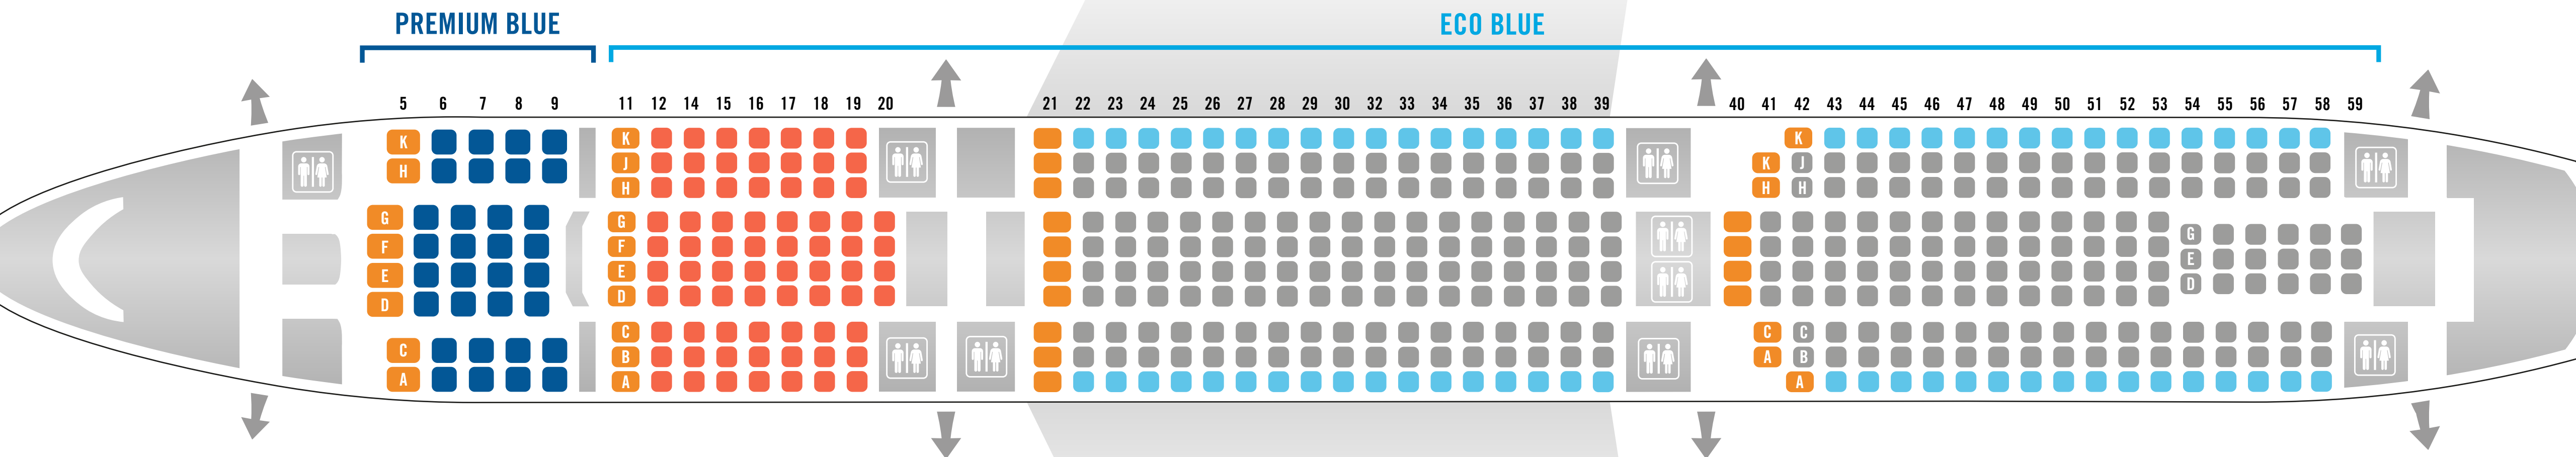 PREMIUM BLUE
ECO BLUE
5 6 7 8 9 11 12 14 15 16 17 18 19 20 21 22 23 24 25 26 27 28 29 30 32 33 34 35 36 37 38 39 40 41 42 43 44 45 46 47 48 49 50 51 52 53 54 55 56 57 58 59
K K K
J K J
H H H H
G G G
F F
E E E
D D D
C C C C
B A B
A A A